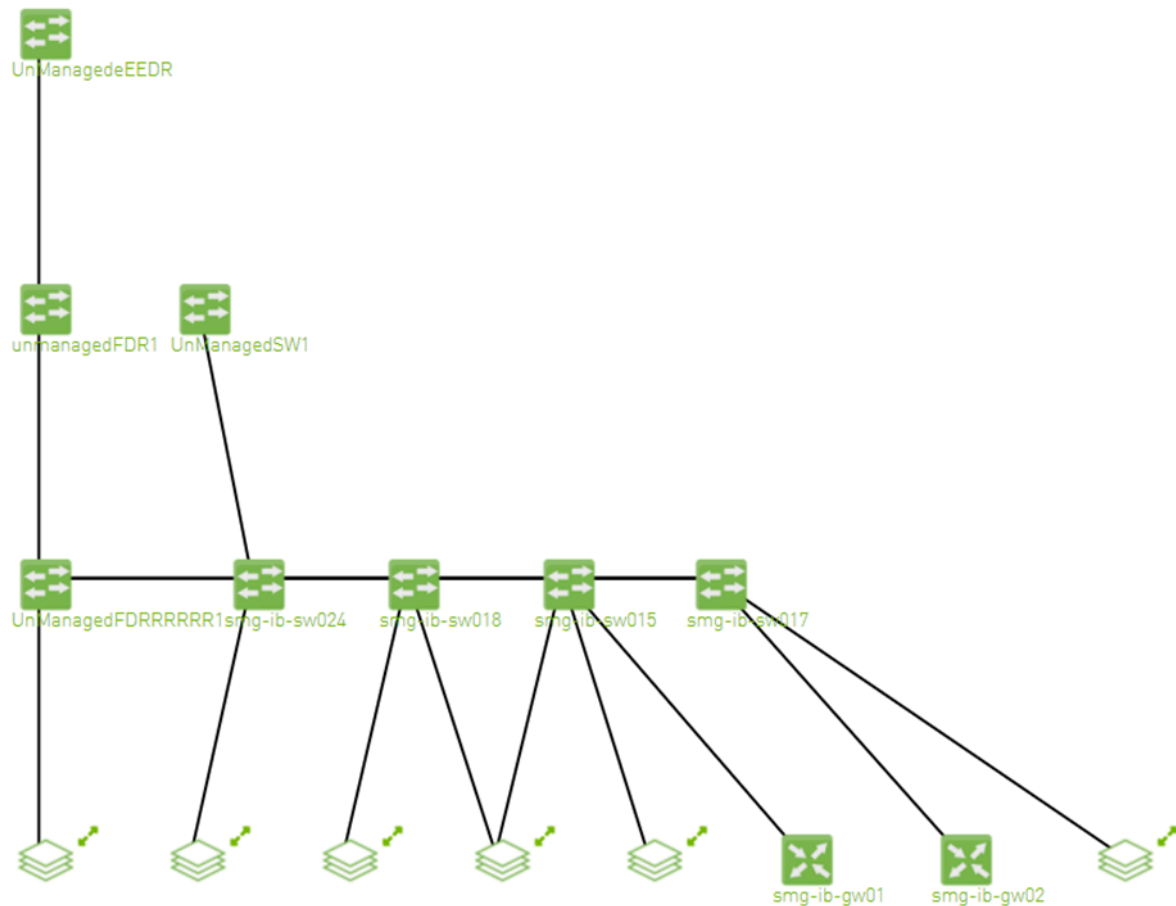 UnManagedeEEDR
unmanagedFDR1
UnManagedSW1
UnManagedFDRRRRRR1
smg-ib-sw024
smg-ib-sw018
smg-ib-sw015
smg-ib-sw017
smg-ib-gw01
smg-ib-gw02